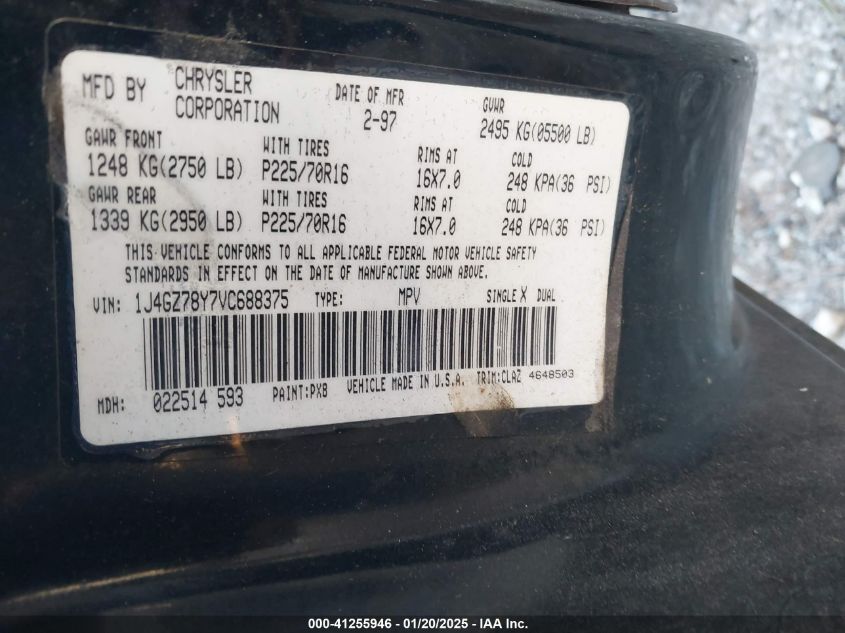 MFD BY CHRYSLER CORPORATION DATE OF MFR 2-97 GVWR 2495 KG(05500 LB)
GAWR FRONT WITH TIRES RIMS AT COLD
1248 KG(2750 LB) P225/70R16 16X7.0 248 KPA(36 PSI)
GAWR REAR WITH TIRES RIMS AT COLD
1339 KG(2950 LB) P225/70R16 16X7.0 248 KPA(36 PSI)
THIS VEHICLE CONFORMS TO ALL APPLICABLE FEDERAL MOTOR VEHICLE SAFETY
STANDARDS IN EFFECT ON THE DATE OF MANUFACTURE SHOWN ABOVE.
VIN: 1J4GZ78Y7VC688375 TYPE: MPV SINGLE X DUAL
MDH: 022514 593 PAINT:PXB VEHICLE MADE IN U.S.A. TRIM:CLAZ 4648503
000-41255946 - 01/20/2025 - IAA Inc.